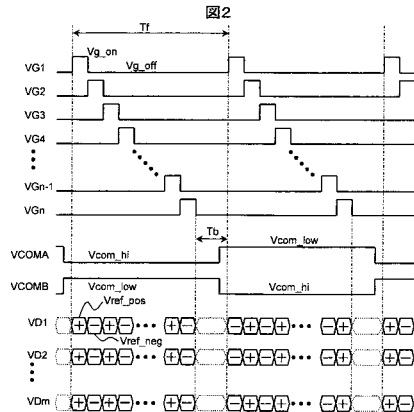 図2
Tf
Vg_on
VG1
Vg_off
VG2
VG3
VG4
VGn-1
VGn
Tb
VCOMA
Vcom_hi
Vcom_low
VCOMB
Vcom_low
Vcom_hi
Vref_pos
VD1
+ - + - + - - + - + - +
Vref_neg
VD2
+ - + - + - - + - + - +
VDm
+ - + - + - - + - + - +